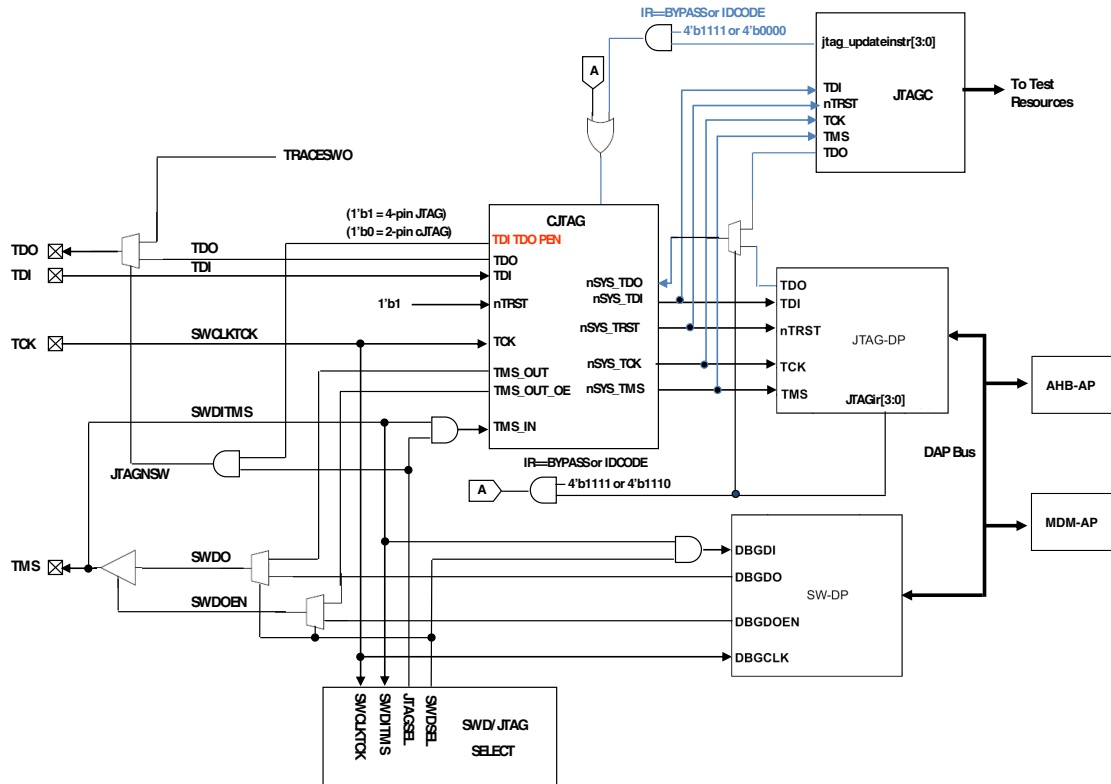 IR==BYPASSor IDCODE
4'b1111 or 4'b0000
jtag_updateinstr[3:0]
A
TDI
nTRST
TCK
TMS
TDO
JTAGC
To Test
Resources
TRACESWO
(1'b1 = 4-pin JTAG)
(1'b0 = 2-pin cJTAG)
CJTAG
TDI TDO PEN
TDO
TDI
nTRST
TCK
TMS_OUT
TMS_OUT_OE
TMS_IN
nSYS_TDO
nSYS_TDI
nSYS_TRST
nSYS_TCK
nSYS_TMS
TDO
TDO
TDI
TDI
1'b1
TCK
SWCLKTCK
SWDITMS
JTAGNSW
TDO
TDI
nTRST
TCK
TMS
JTAG-DP
JTAGir[3:0]
AHB-AP
DAP Bus
MDM-AP
IR==BYPASSor IDCODE
A
4'b1111 or 4'b1110
TMS
SWDO
SWDOEN
DBGDI
DBGDO
DBGDOEN
DBGCLK
SW-DP
SWCLKTCK
SWDITMS
JTAGSEL
SWDSEL
SWD/JTAG
SELECT